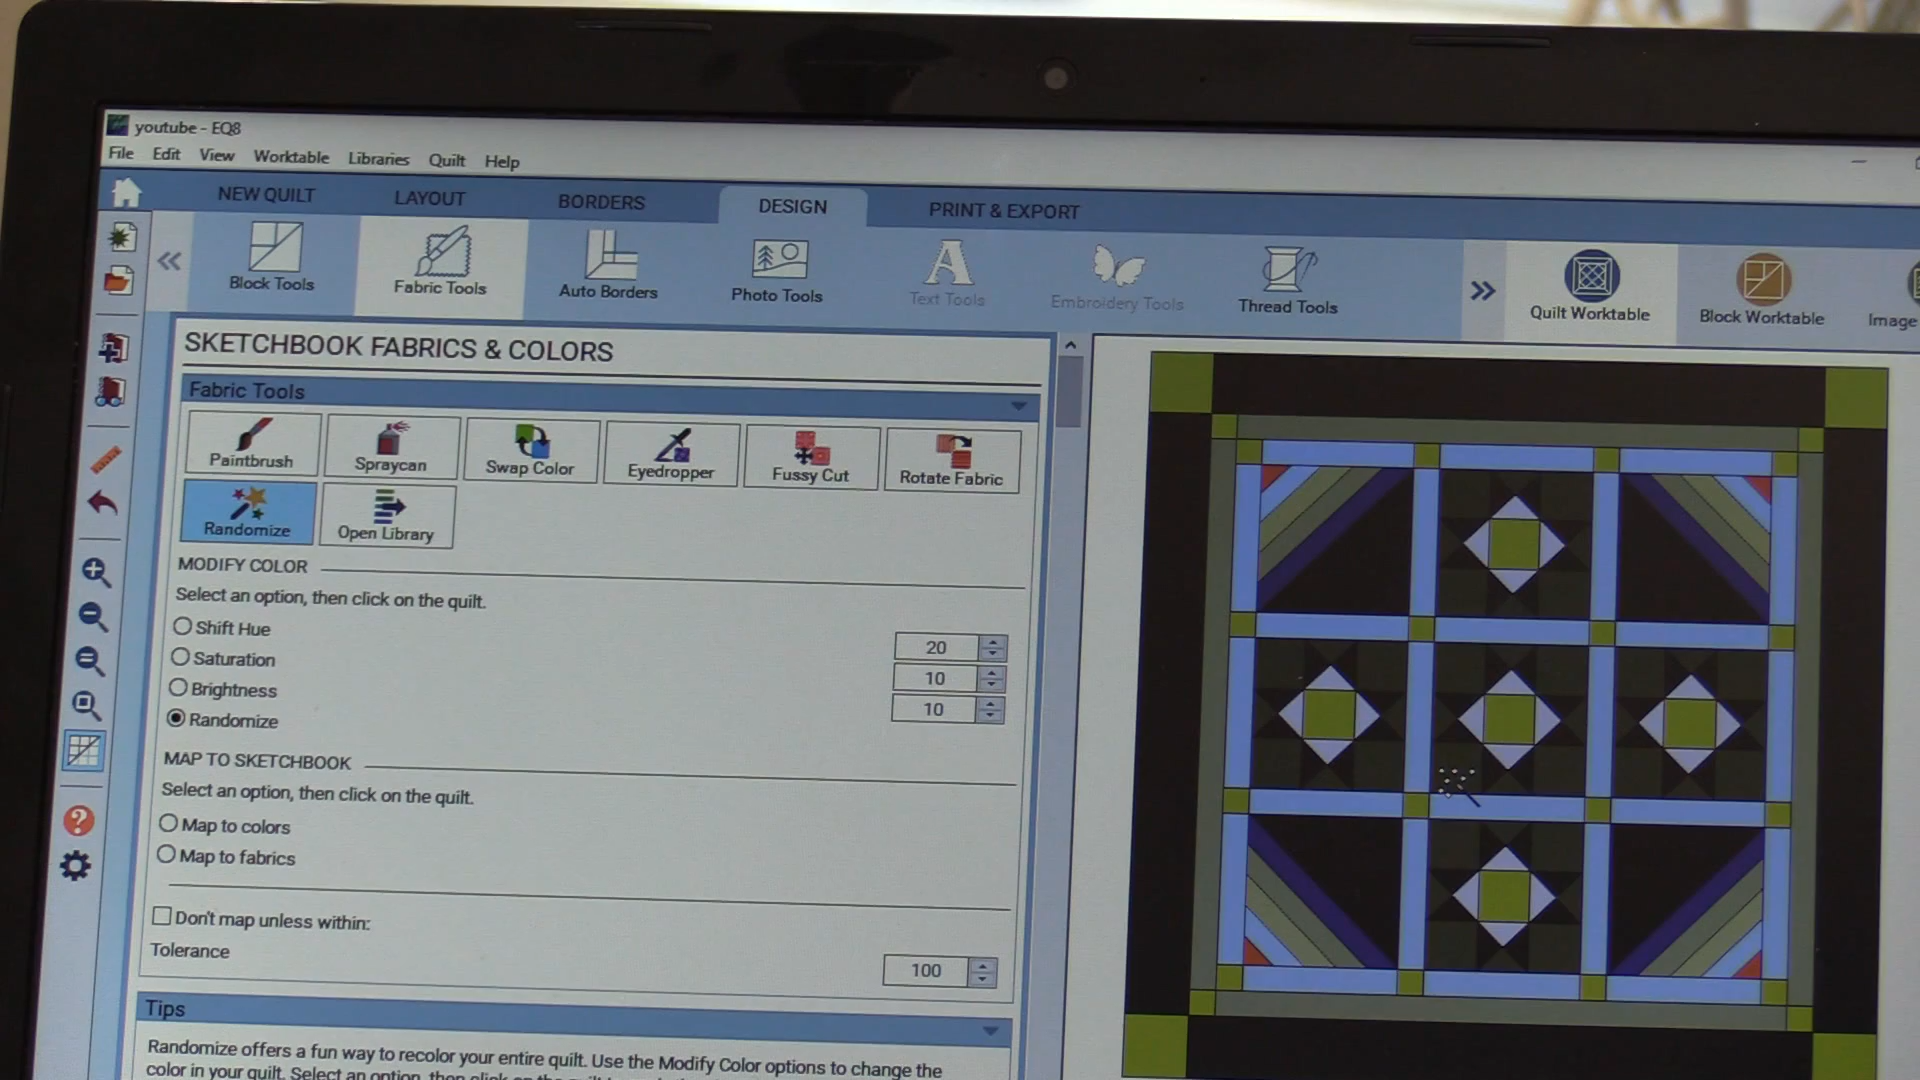 youtube - EQ8
File Edit View Worktable Libraries Quilt Help
NEW QUILT LAYOUT BORDERS DESIGN PRINT & EXPORT
Block Tools Fabric Tools Auto Borders Photo Tools Text Tools Embroidery Tools Thread Tools Quilt Worktable Block Worktable Image
SKETCHBOOK FABRICS & COLORS
Fabric Tools
Paintbrush Spraycan Swap Color Eyedropper Fussy Cut Rotate Fabric
Randomize Open Library
MODIFY COLOR
Select an option, then click on the quilt.
Shift Hue 20
Saturation 10
Brightness 10
Randomize
MAP TO SKETCHBOOK
Select an option, then click on the quilt.
Map to colors
Map to fabrics
Don't map unless within:
Tolerance 100
Tips
Randomize offers a fun way to recolor your entire quilt. Use the Modify Color options to change the
color in your quilt. Select an option, then click on the quilt